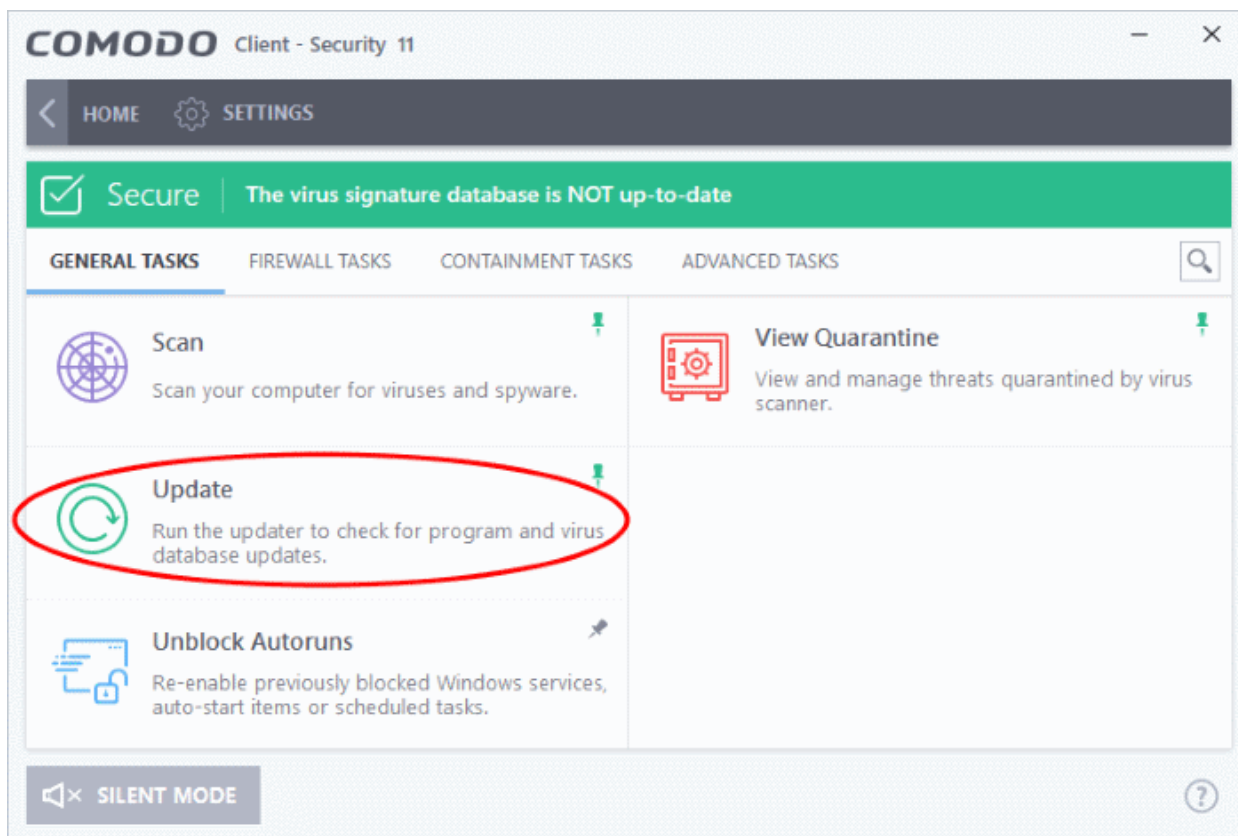 COMODO Client - Security 11
HOME SETTINGS
Secure The virus signature database is NOT up-to-date
GENERAL TASKS FIREWALL TASKS CONTAINMENT TASKS ADVANCED TASKS
Scan
Scan your computer for viruses and spyware.
View Quarantine
View and manage threats quarantined by virus
scanner.
Update
Run the updater to check for program and virus
database updates.
Unblock Autoruns
Re-enable previously blocked Windows services,
auto-start items or scheduled tasks.
SILENT MODE
?